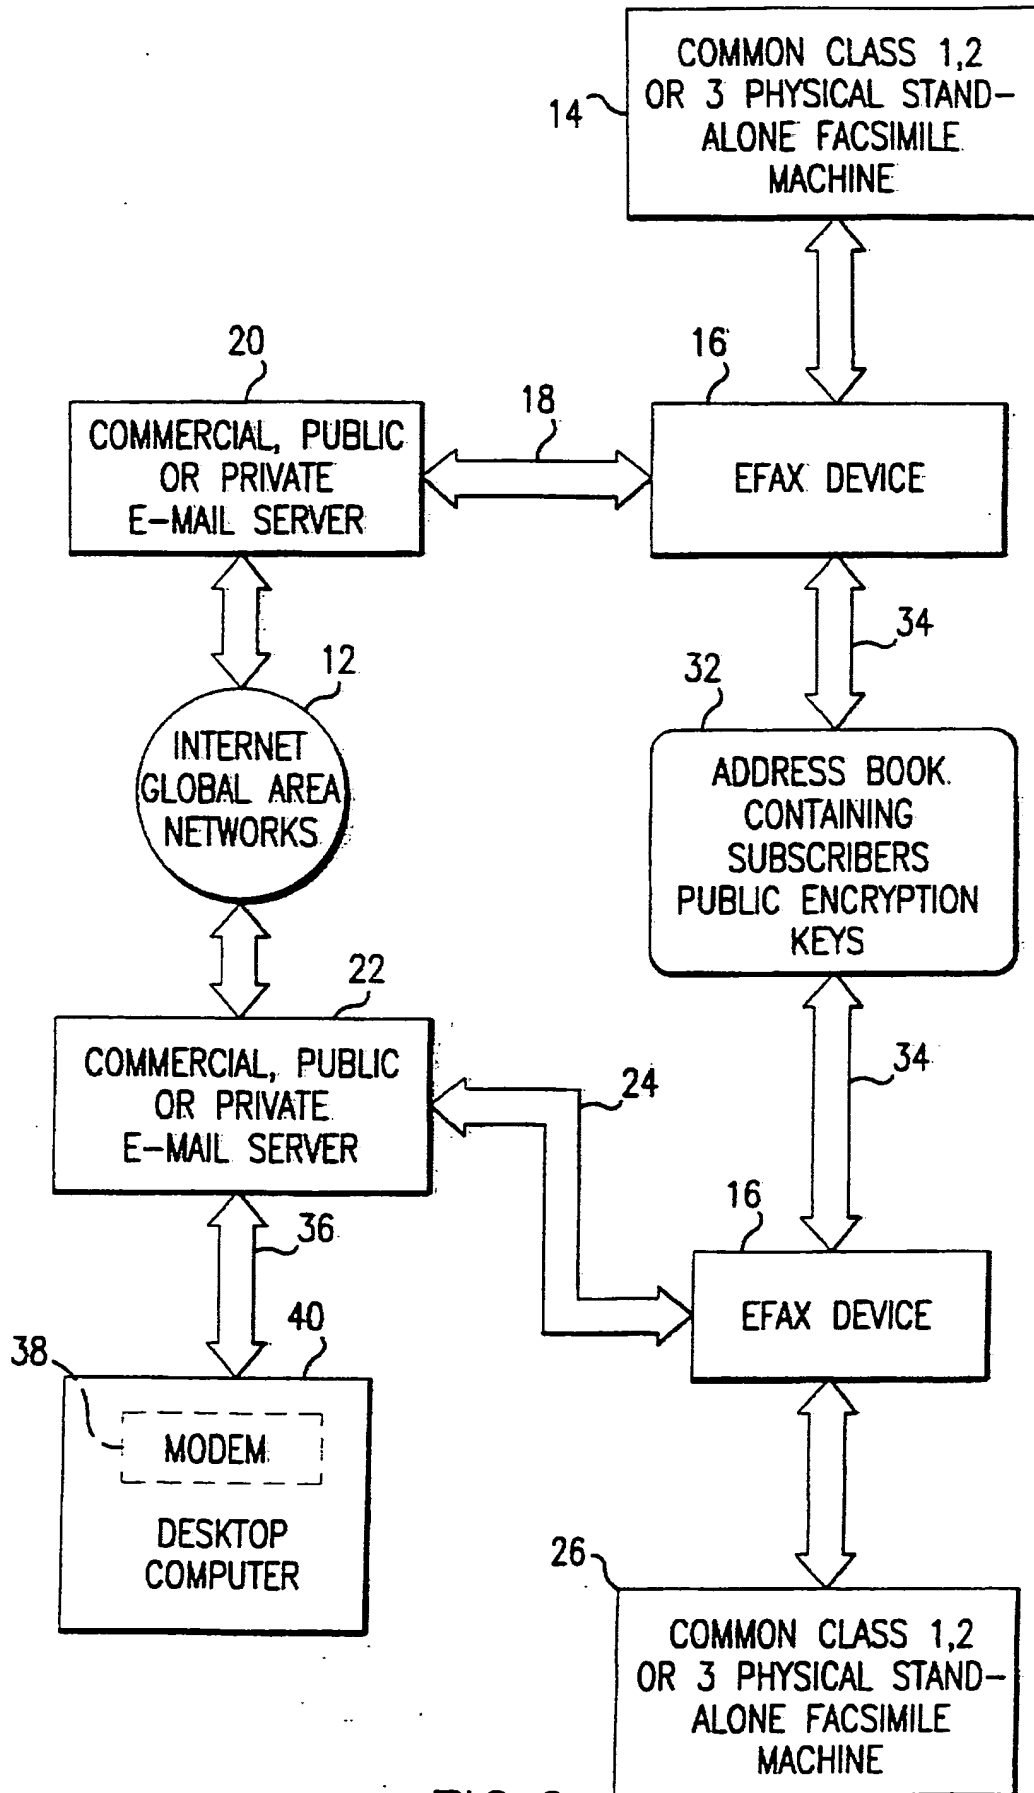 COMMON CLASS 1,2
OR 3 PHYSICAL STAND-
ALONE FACSIMILE
MACHINE
14
20
COMMERCIAL, PUBLIC
OR PRIVATE
E-MAIL SERVER
18
16
EFAX DEVICE
34
12
INTERNET
GLOBAL AREA
NETWORKS
32
ADDRESS BOOK
CONTAINING
SUBSCRIBERS
PUBLIC ENCRYPTION
KEYS
22
COMMERCIAL, PUBLIC
OR PRIVATE
E-MAIL SERVER
24
34
36
16
EFAX DEVICE
38
40
MODEM
DESKTOP
COMPUTER
26
COMMON CLASS 1,2
OR 3 PHYSICAL STAND-
ALONE FACSIMILE
MACHINE